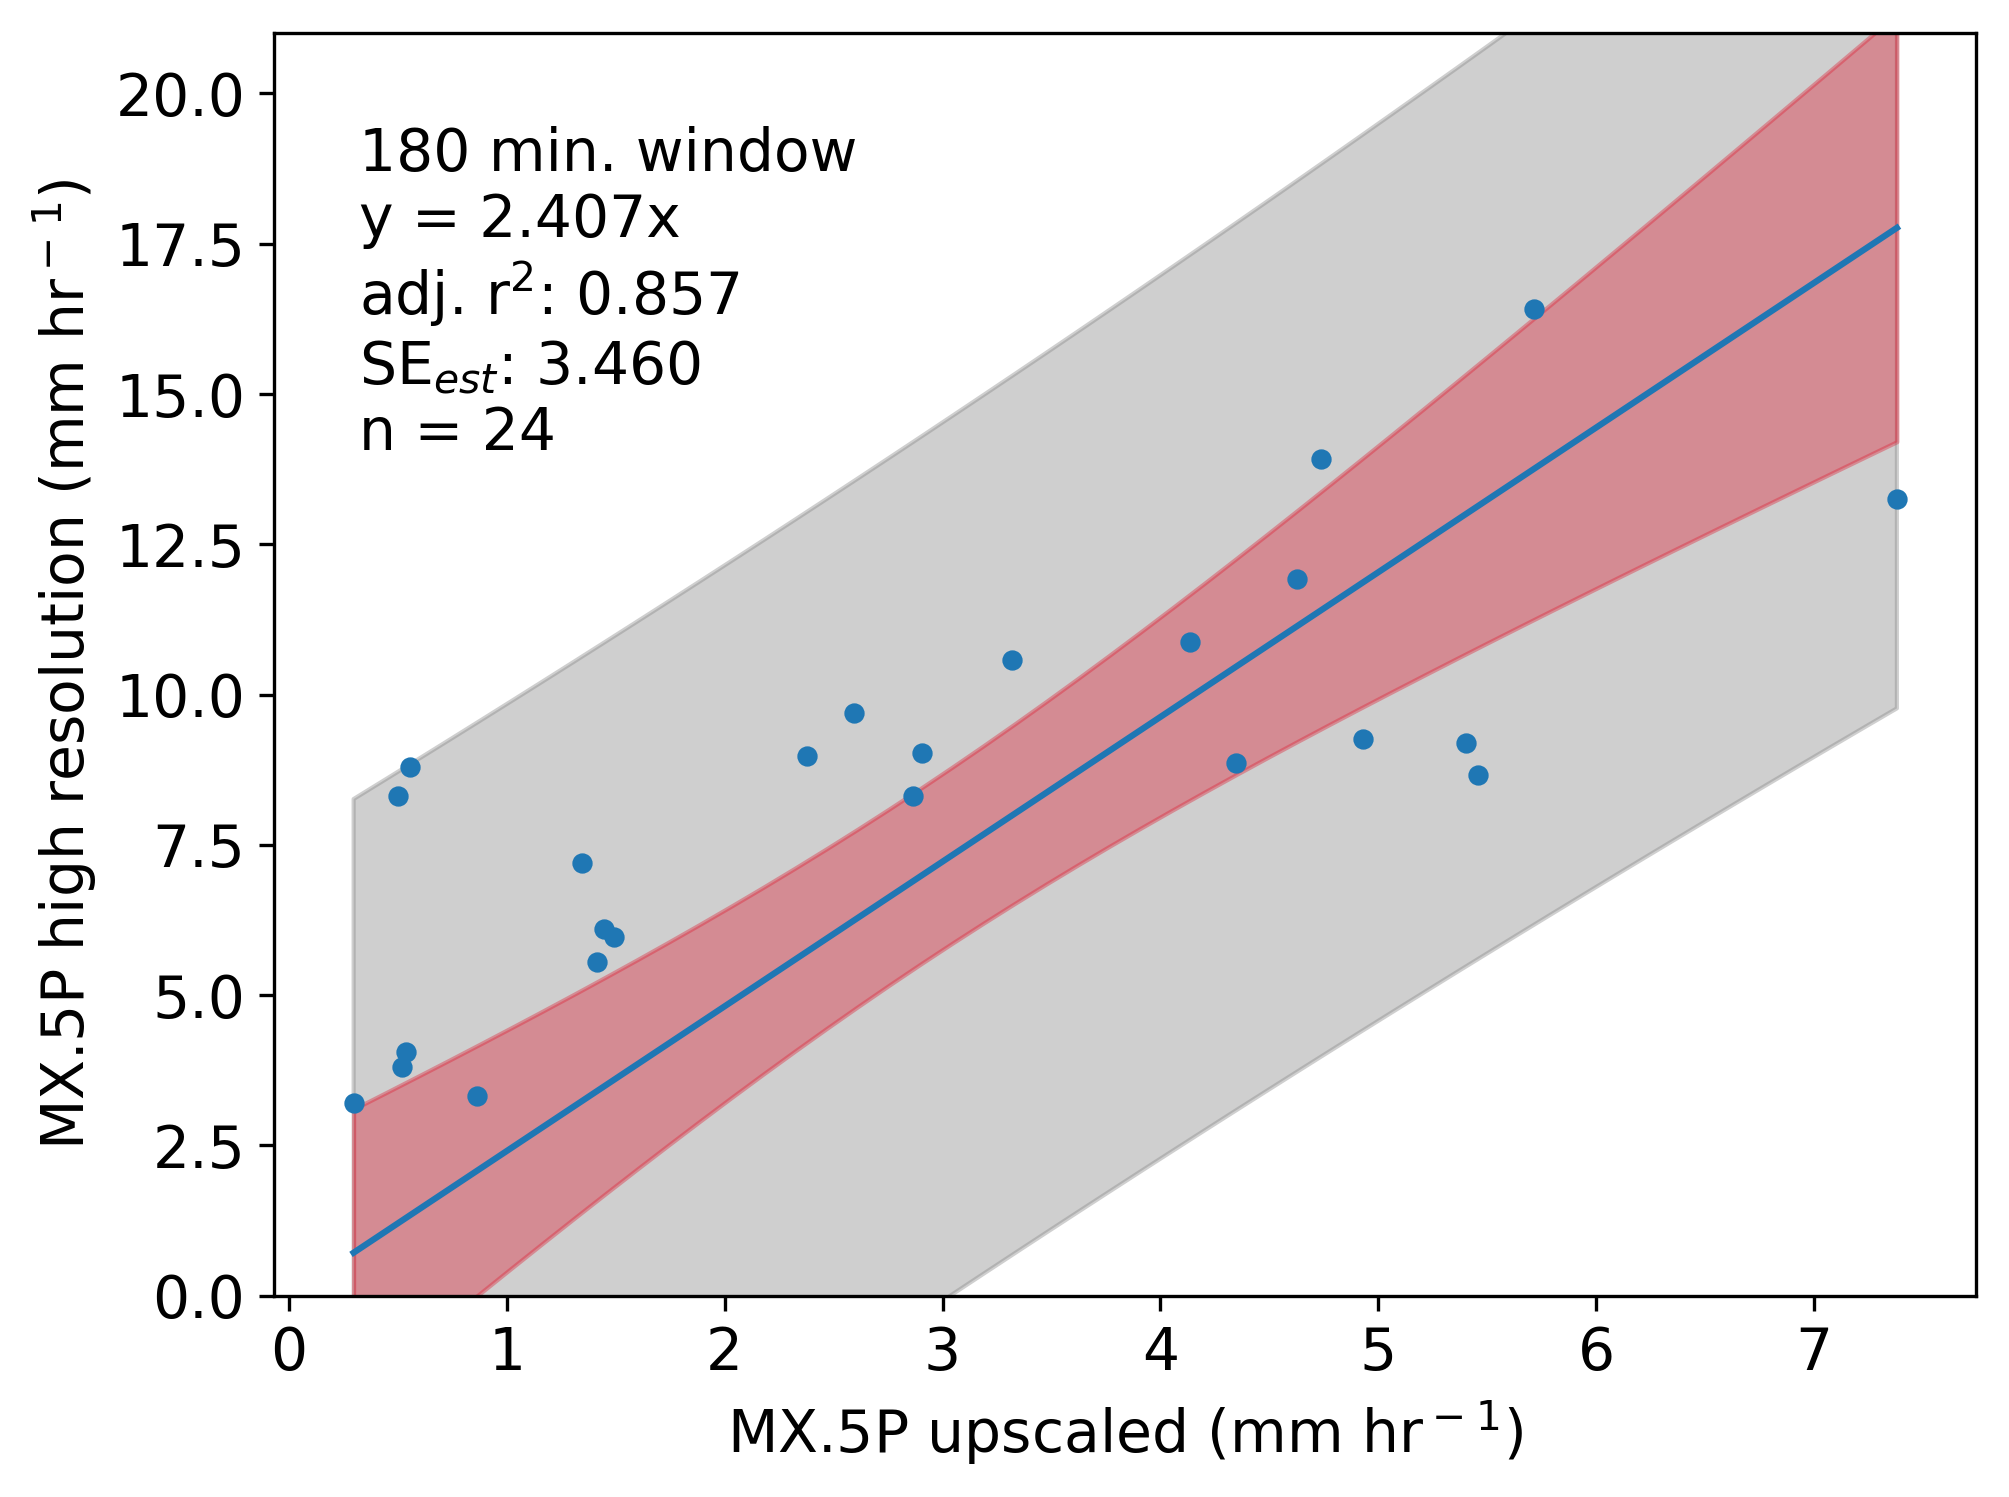 180 min. window
y = 2.407x
adj. r²: 0.857
SEest: 3.460
n = 24
MX.5P high resolution (mm hr⁻¹)
20.0
17.5
15.0
12.5
10.0
7.5
5.0
2.5
0.0
0 1 2 3 4 5 6 7
MX.5P upscaled (mm hr⁻¹)